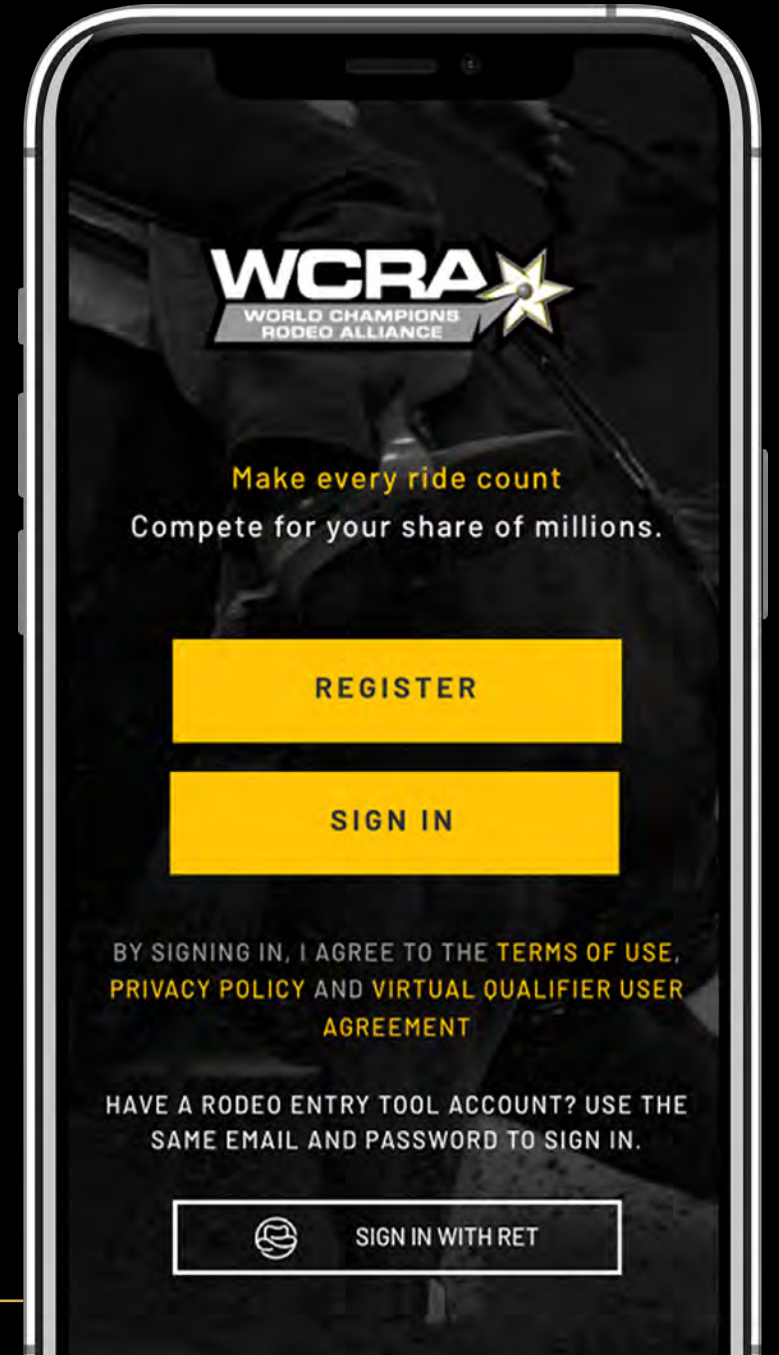 WCRA
WORLD CHAMPIONS
RODEO ALLIANCE
Make every ride count
Compete for your share of millions.
REGISTER
SIGN IN
BY SIGNING IN, I AGREE TO THE TERMS OF USE,
PRIVACY POLICY AND VIRTUAL QUALIFIER USER
AGREEMENT
HAVE A RODEO ENTRY TOOL ACCOUNT? USE THE
SAME EMAIL AND PASSWORD TO SIGN IN.
SIGN IN WITH RET